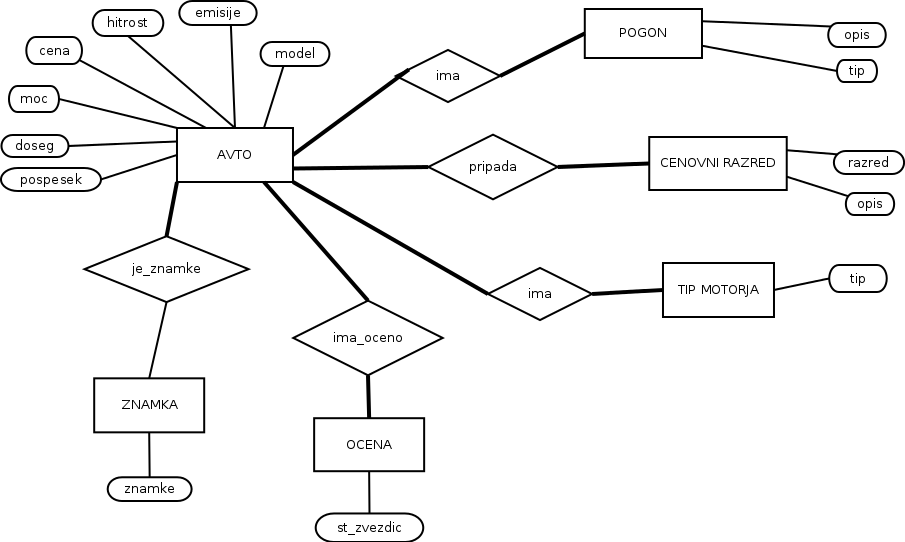 emisije
hitrost
model
cena
moc
doseg
pospesek
AVTO
ima
POGON
opis
tip
pripada
CENOVNI RAZRED
razred
opis
ima
TIP MOTORJA
tip
je_znamke
ima_oceno
ZNAMKA
OCENA
znamke
st_zvezdic